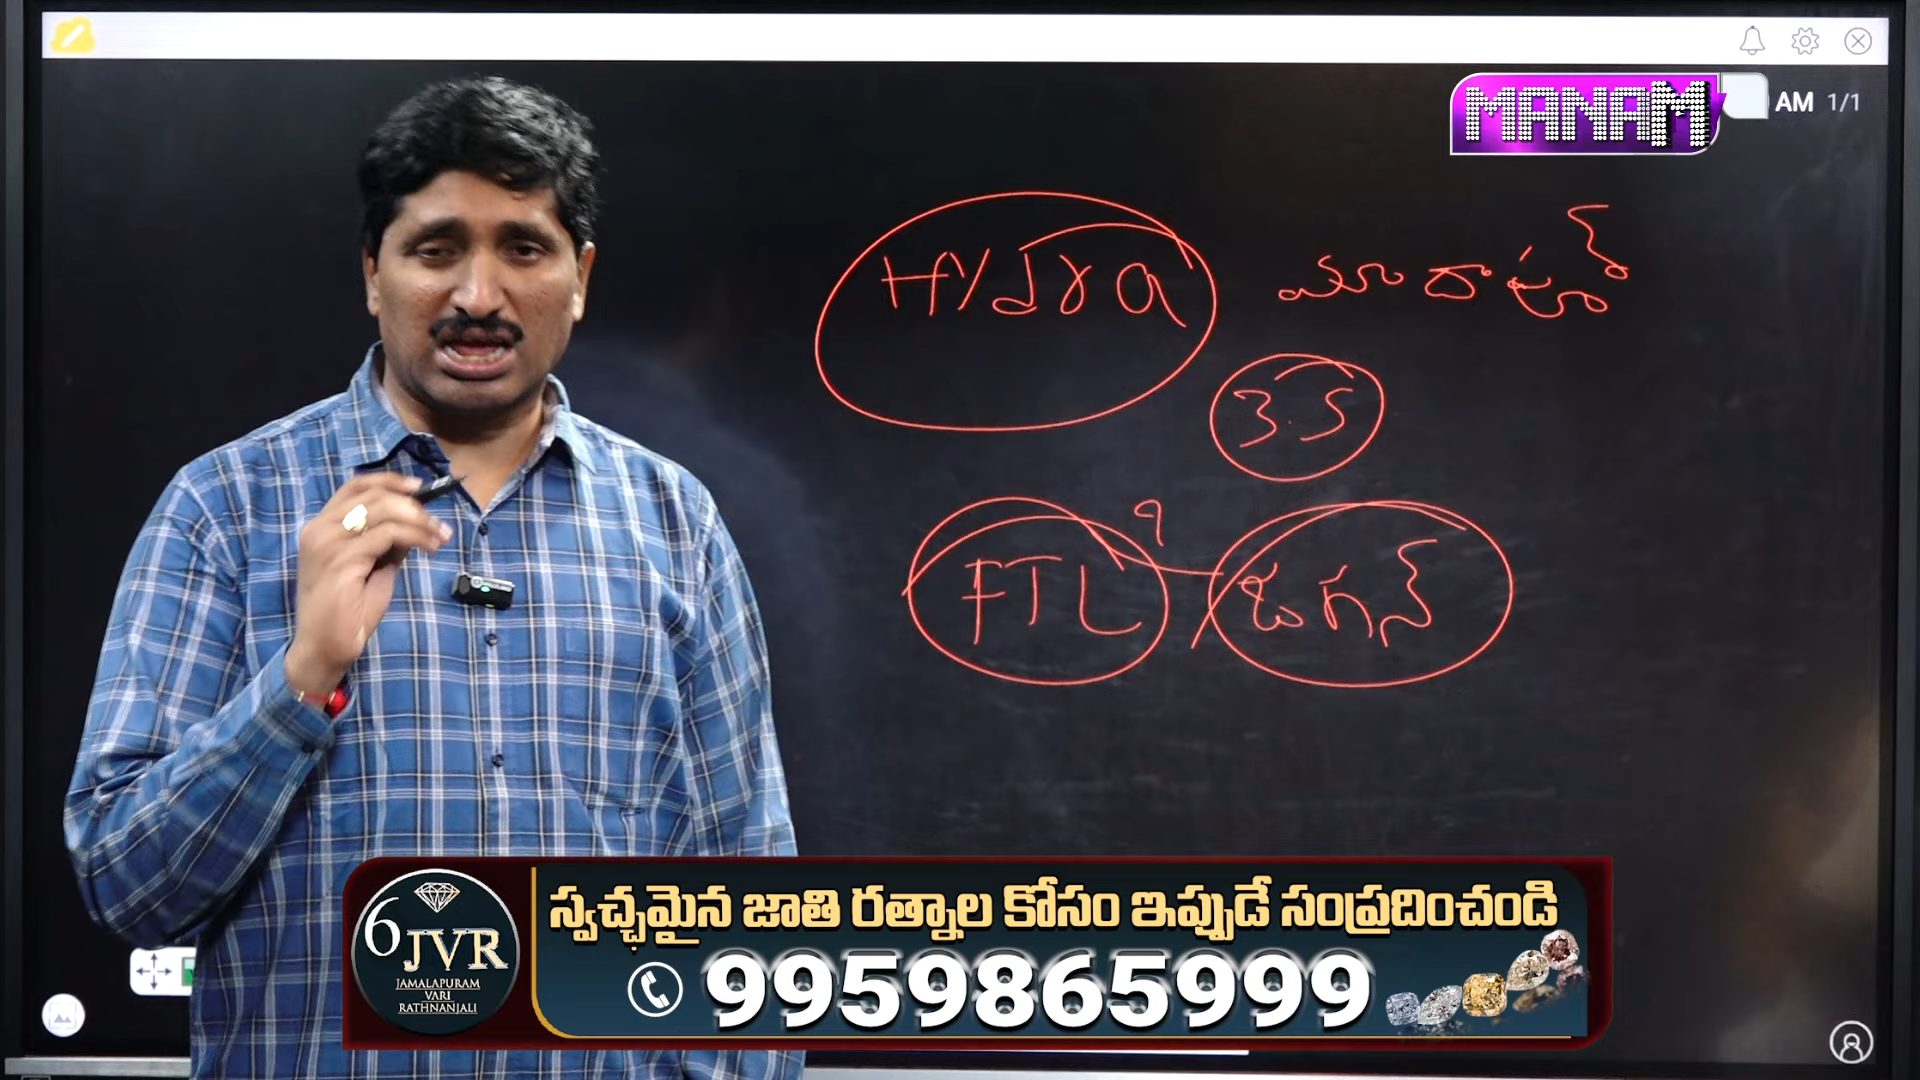 MANAM
AM 1/1
HYdra
3.5
9
FTL జగన్
6 JVR
JAMALAPURAM
VARI
RATHNANJALI
స్వచ్ఛమైన జాతి రత్నాల కోసం ఇప్పుడే సంప్రదించండి
9959865999